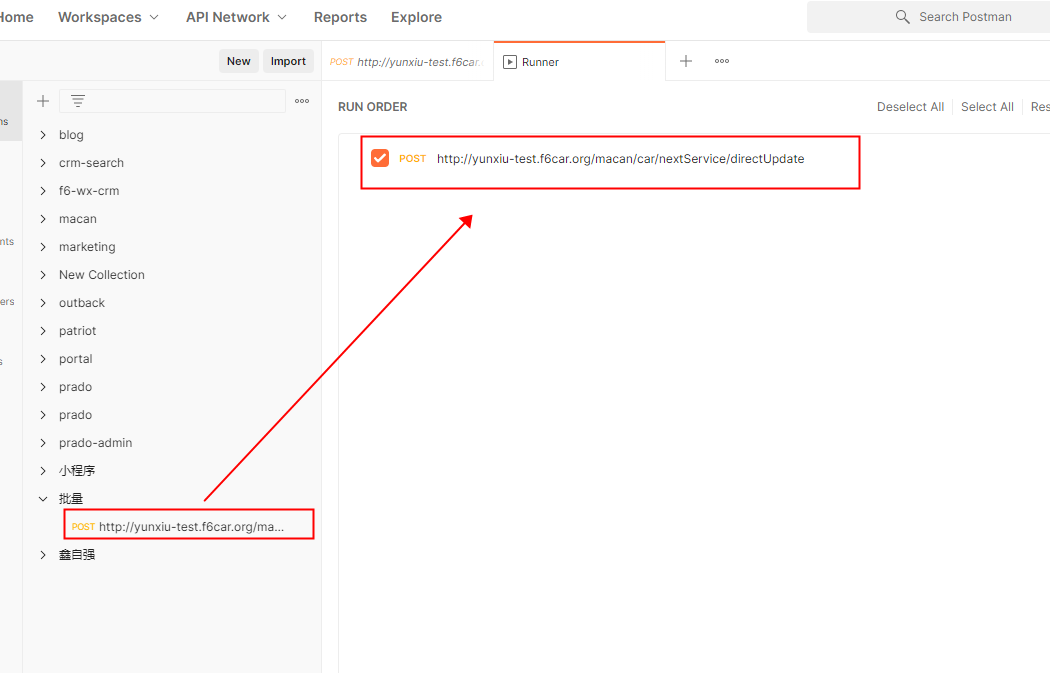 Home Workspaces API Network Reports Explore Search Postman
New Import POST http://yunxiu-test.f6car. Runner
RUN ORDER Deselect All Select All Res
ns
blog
crm-search
f6-wx-crm
macan
nts
marketing
New Collection
ers
outback
patriot
s
portal
prado
prado
prado-admin
小程序
批量
POST http://yunxiu-test.f6car.org/ma...
鑫自强
POST http://yunxiu-test.f6car.org/macan/car/nextService/directUpdate